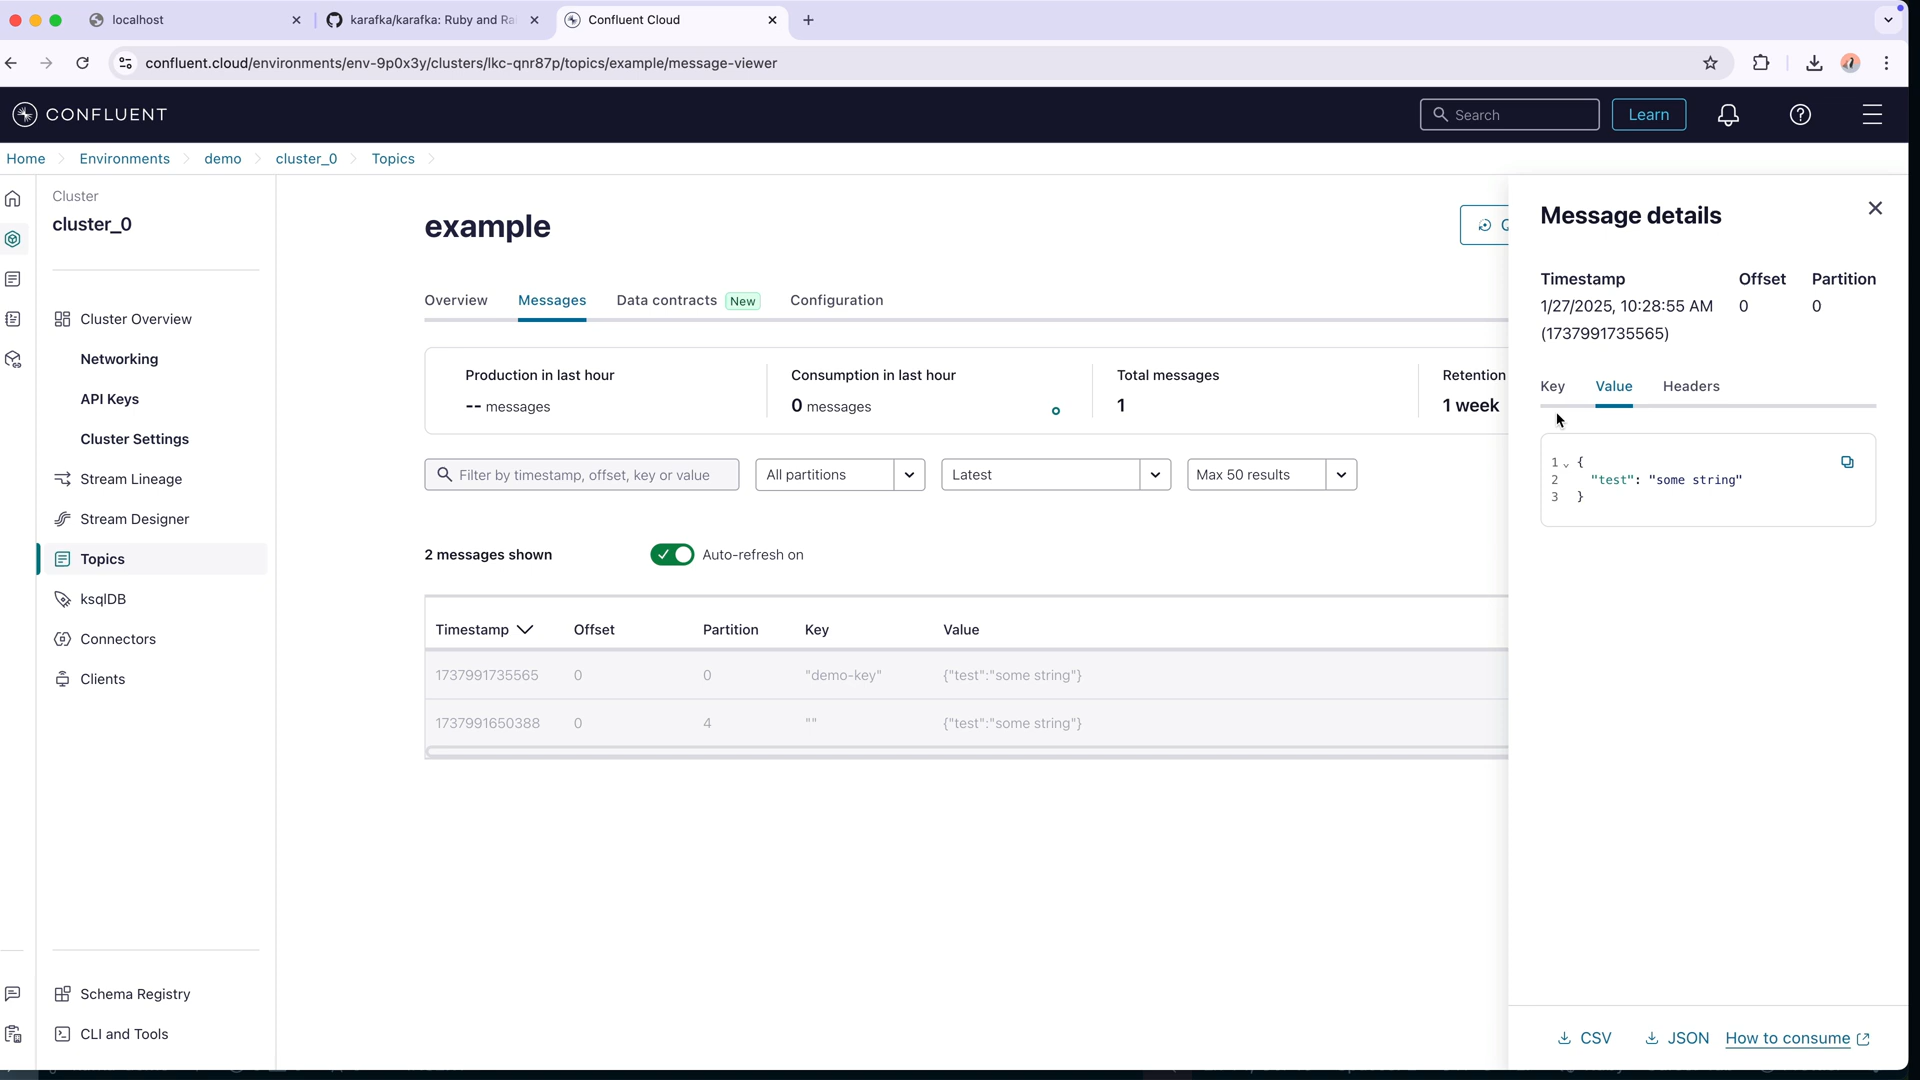 localhost
karafka/karafka: Ruby and Ra
Confluent Cloud
confluent.cloud/environments/env-9p0x3y/clusters/lkc-qnr87p/topics/example/message-viewer
CONFLUENT
Search
Learn
Home
Environments
demo
cluster_0
Topics
Cluster
cluster_0
Cluster Overview
Networking
API Keys
Cluster Settings
Stream Lineage
Stream Designer
Topics
ksqlDB
Connectors
Clients
Schema Registry
CLI and Tools
example
Overview
Messages
Data contracts New
Configuration
Production in last hour
-- messages
Consumption in last hour
0 messages
Total messages
1
Retention
1 week
Filter by timestamp, offset, key or value
All partitions
Latest
Max 50 results
2 messages shown
Auto-refresh on
Timestamp Offset Partition Key Value
1737991735565 0 0 "demo-key" {"test":"some string"}
1737991650388 0 4 "" {"test":"some string"}
Message details
Timestamp Offset Partition
1/27/2025, 10:28:55 AM 0 0
(1737991735565)
Key Value Headers
1 {
2 "test": "some string"
3 }
CSV
JSON
How to consume